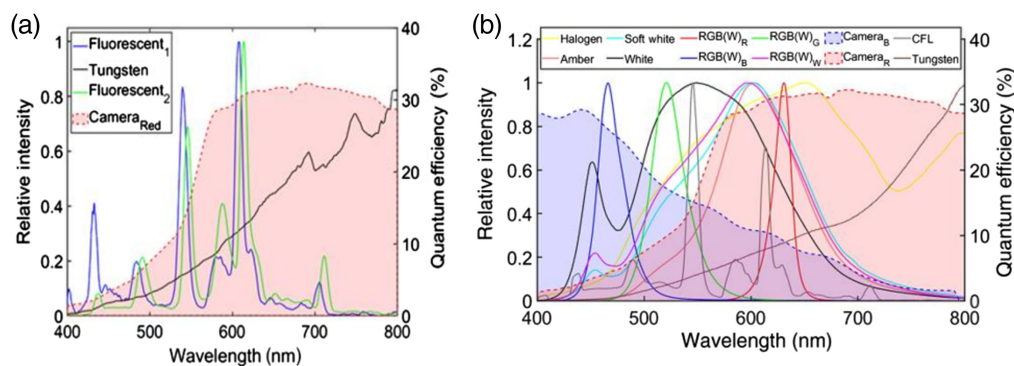 (a)
Fluorescent1
Tungsten
Fluorescent2
CameraRed
Relative intensity
1
0.8
0.6
0.4
0.2
0
400 500 600 700 800
Wavelength (nm)
40
30
20
10
0
Quantum efficiency (%)
(b)
Halogen Soft white RGB(W)R RGB(W)G CameraB CFL
Amber White RGB(W)B RGB(W)W CameraR Tungsten
Relative intensity
1.2
1
0.8
0.6
0.4
0.2
0
400 500 600 700 800
Wavelength (nm)
40
30
20
10
0
Quantum efficiency (%)